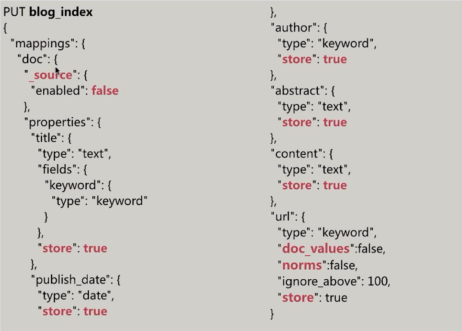 PUT blog_index
{
"mappings": {
"doc": {
"_source": {
"enabled": false
},
"properties": {
"title": {
"type": "text",
"fields": {
"keyword": {
"type": "keyword"
}
},
"store": true
},
"publish_date": {
"type": "date",
"store": true
},
"author": {
"type": "keyword",
"store": true
},
"abstract": {
"type": "text",
"store": true
},
"content": {
"type": "text",
"store": true
},
"url": {
"type": "keyword",
"doc_values":false,
"norms":false,
"ignore_above": 100,
"store": true
}